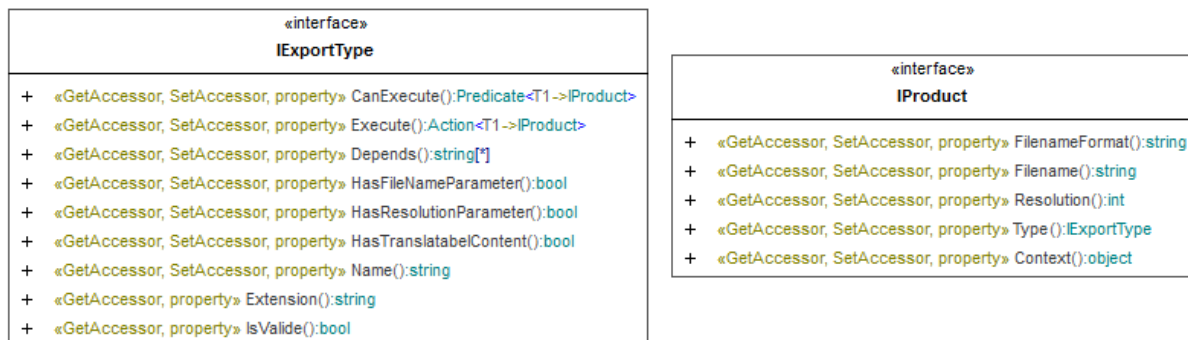 «interface»
IExportType
+ «GetAccessor, SetAccessor, property» CanExecute():Predicate<T1->IProduct>
+ «GetAccessor, SetAccessor, property» Execute():Action<T1->IProduct>
+ «GetAccessor, SetAccessor, property» Depends():string[*]
+ «GetAccessor, SetAccessor, property» HasFileNameParameter():bool
+ «GetAccessor, SetAccessor, property» HasResolutionParameter():bool
+ «GetAccessor, SetAccessor, property» HasTranslatabelContent():bool
+ «GetAccessor, SetAccessor, property» Name():string
+ «GetAccessor, property» Extension():string
+ «GetAccessor, property» IsValide():bool
«interface»
IProduct
+ «GetAccessor, SetAccessor, property» FilenameFormat():string
+ «GetAccessor, SetAccessor, property» Filename():string
+ «GetAccessor, SetAccessor, property» Resolution():int
+ «GetAccessor, SetAccessor, property» Type():IExportType
+ «GetAccessor, SetAccessor, property» Context():object